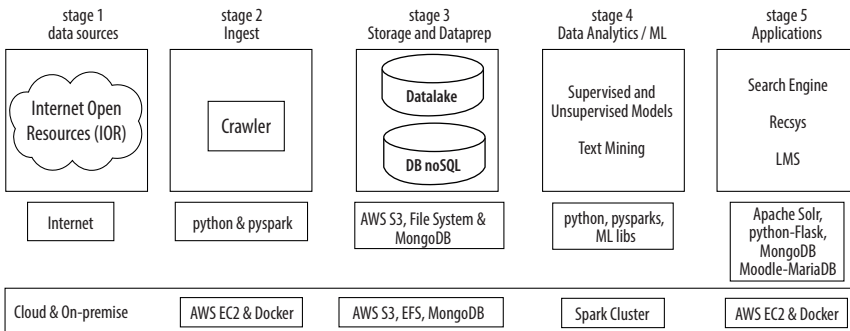 stage 1
data sources
stage 2
Ingest
stage 3
Storage and Dataprep
stage 4
Data Analytics / ML
stage 5
Applications
Internet Open
Resources (IOR)
Crawler
Datalake
DB noSQL
Supervised and
Unsupervised Models
Text Mining
Search Engine
Recsys
LMS
Internet
python & pyspark
AWS S3, File System &
MongoDB
python, pysparks,
ML libs
Apache Solr,
python-Flask,
MongoDB
Moodle-MariaDB
Cloud & On-premise
AWS EC2 & Docker
AWS S3, EFS, MongoDB
Spark Cluster
AWS EC2 & Docker